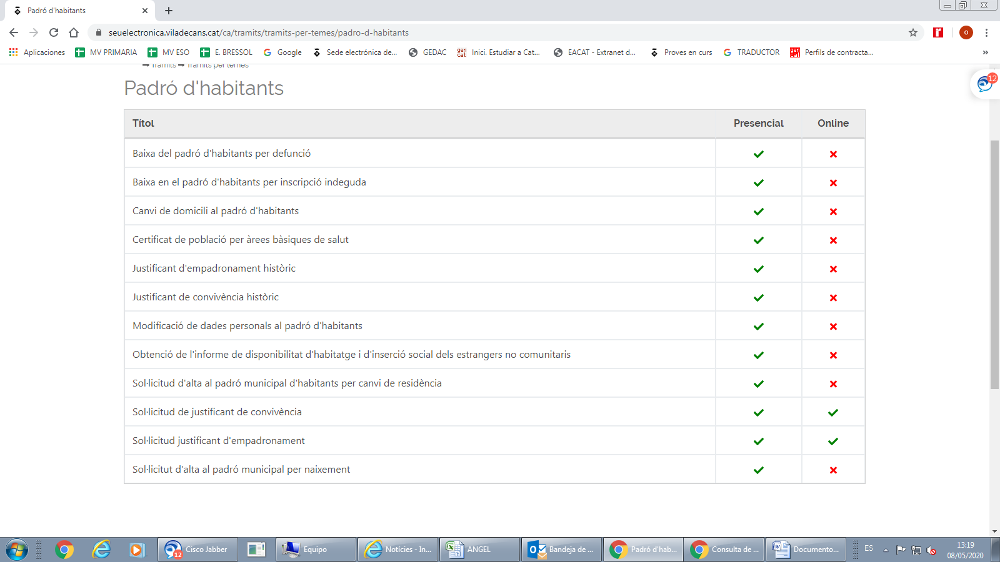 Padró d'habitants
seuelectronica.viladecans.cat/ca/tramits/tramits-per-temes/padro-d-habitants
o
Aplicaciones
MV PRIMARIA
MV ESO
E. BRESSOL
Google
Sede electrónica de...
GEDAC
gen cat
Inici. Estudiar a Cat...
EACAT - Extranet d...
Proves en curs
TRADUCTOR
gen cat
Perfils de contracta...
»
Tràmits Tràmits per temes
12
Padró d'habitants
Títol Presencial Online
Baixa del padró d'habitants per defunció
Baixa en el padró d'habitants per inscripció indeguda
Canvi de domicili al padró d'habitants
Certificat de població per àrees bàsiques de salut
Justificant d'empadronament històric
Justificant de convivència històric
Modificació de dades personals al padró d'habitants
Obtenció de l'informe de disponibilitat d'habitatge i d'inserció social dels estrangers no comunitaris
Sol·licitud d'alta al padró municipal d'habitants per canvi de residència
Sol·licitud de justificant de convivència
Sol·licitud justificant d'empadronament
Sol·licitut d'alta al padró municipal per naixement
12
Cisco Jabber
Equipo
Notícies - In...
ANGEL
Bandeja de ...
Padró d'hab...
Consulta de ...
Documento...
ES
13:19
08/05/2020